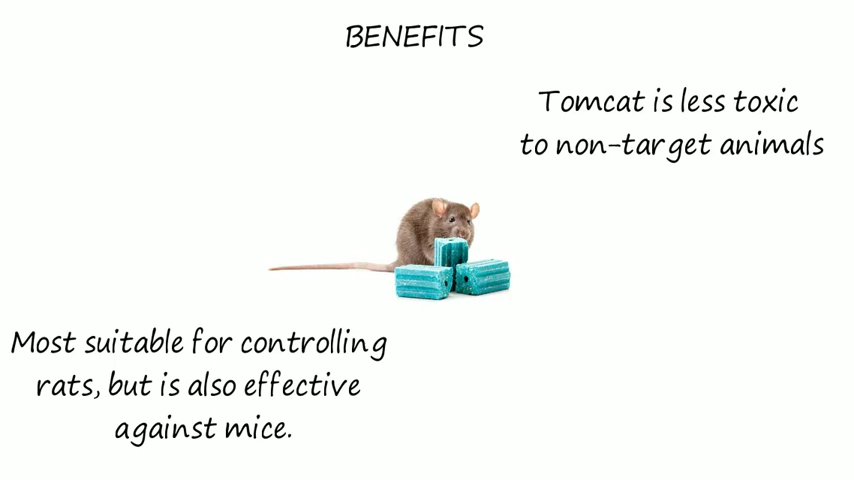 BENEFITS
Tomcat is less toxic
to non-target animals
Most suitable for controlling
rats, but is also effective
against mice.